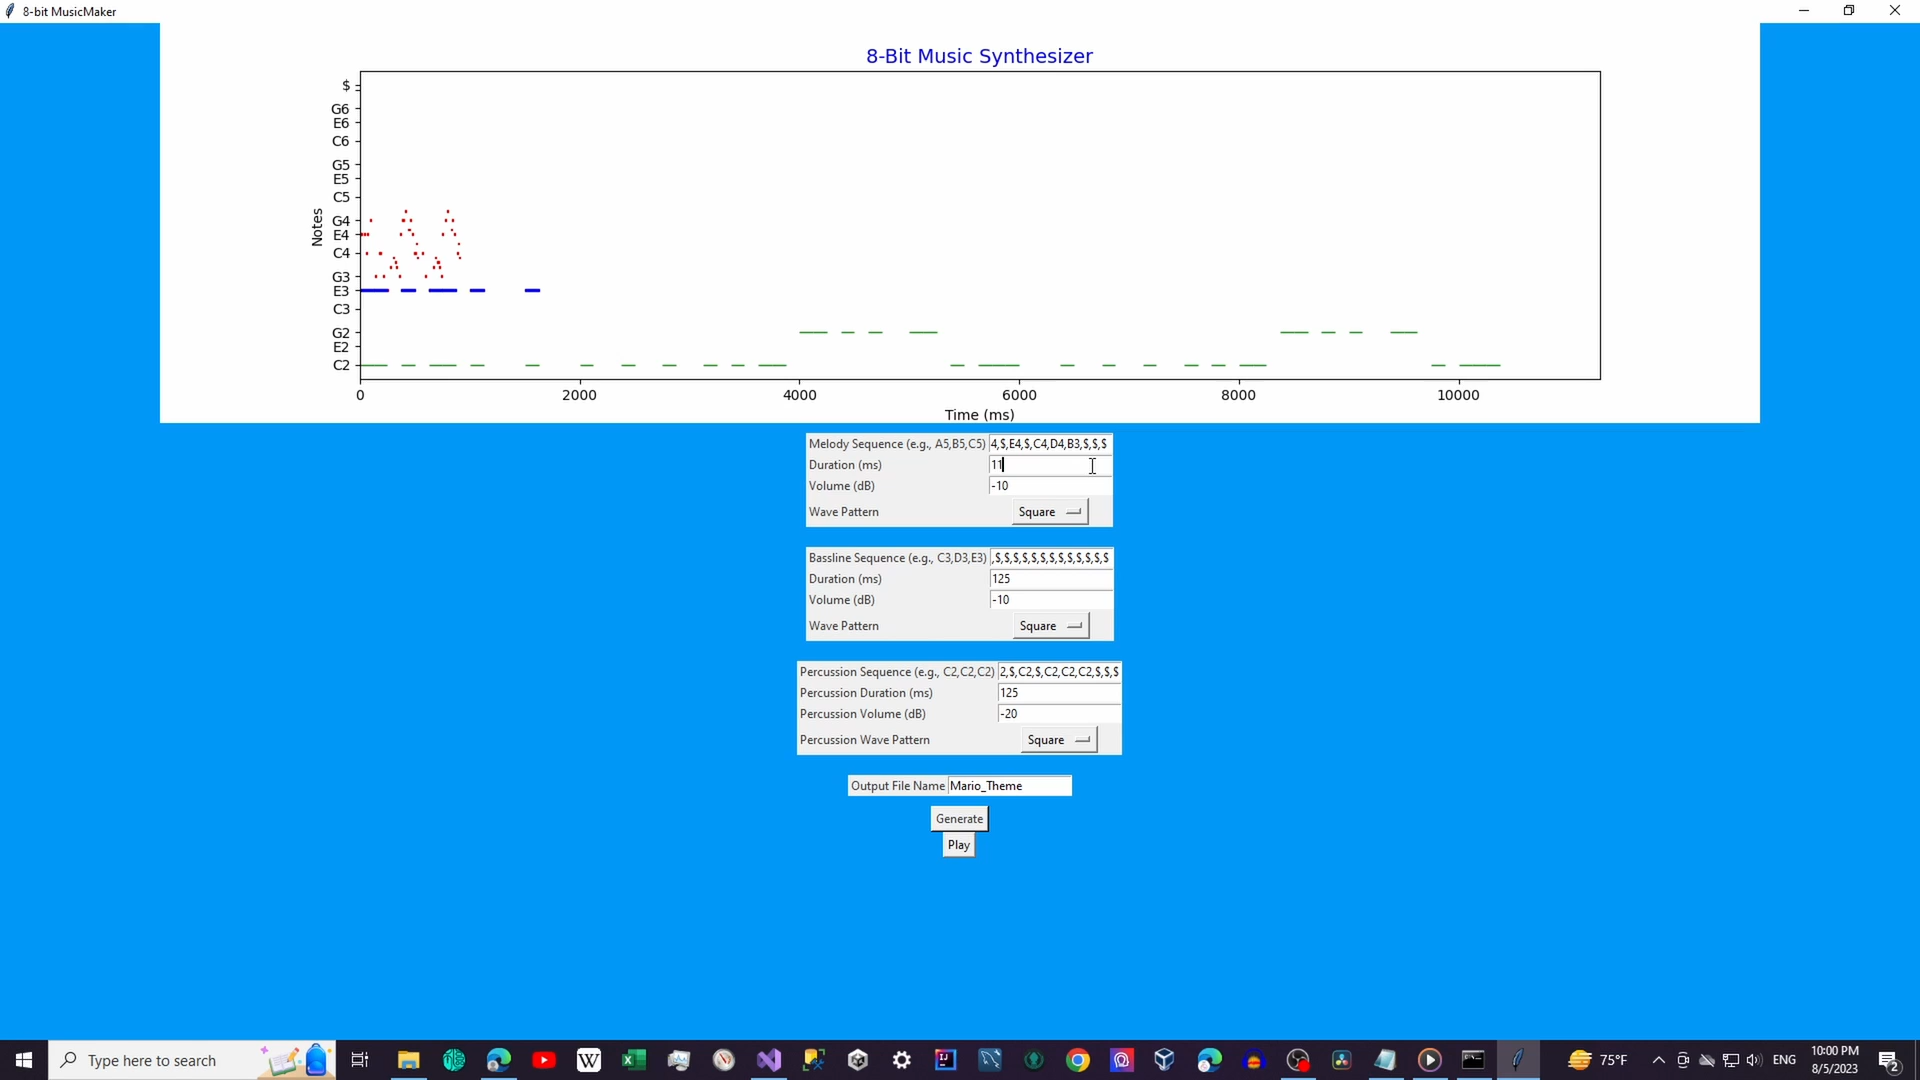 8-bit MusicMaker
8-Bit Music Synthesizer
$
G6
E6
C6
G5
E5
C5
G4
E4
C4
G3
E3
C3
G2
E2
C2
Notes
0 2000 4000 6000 8000 10000
Time (ms)
Melody Sequence (e.g., A5,B5,C5) 4,$,E4,$,C4,D4,B3,$,$,$
Duration (ms) 11
Volume (dB) -10
Wave Pattern Square
Bassline Sequence (e.g., C3,D3,E3) ,$,$,$,$,$,$,$,$,$,$,$,$,$
Duration (ms) 125
Volume (dB) -10
Wave Pattern Square
Percussion Sequence (e.g., C2,C2,C2) 2,$,C2,$,C2,C2,C2,$,$,$
Percussion Duration (ms) 125
Percussion Volume (dB) -20
Percussion Wave Pattern Square
Output File Name Mario_Theme
Generate
Play
Type here to search
75°F
ENG
10:00 PM
8/5/2023
2